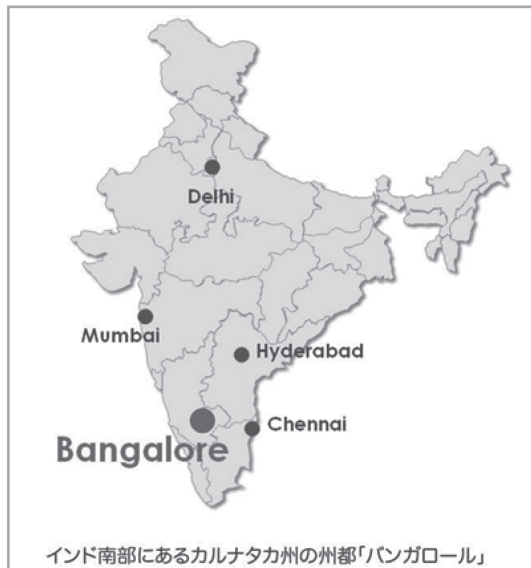 Delhi
Mumbai
Hyderabad
Chennai
Bangalore
インド南部にあるカルナタカ州の州都「バンガロール」